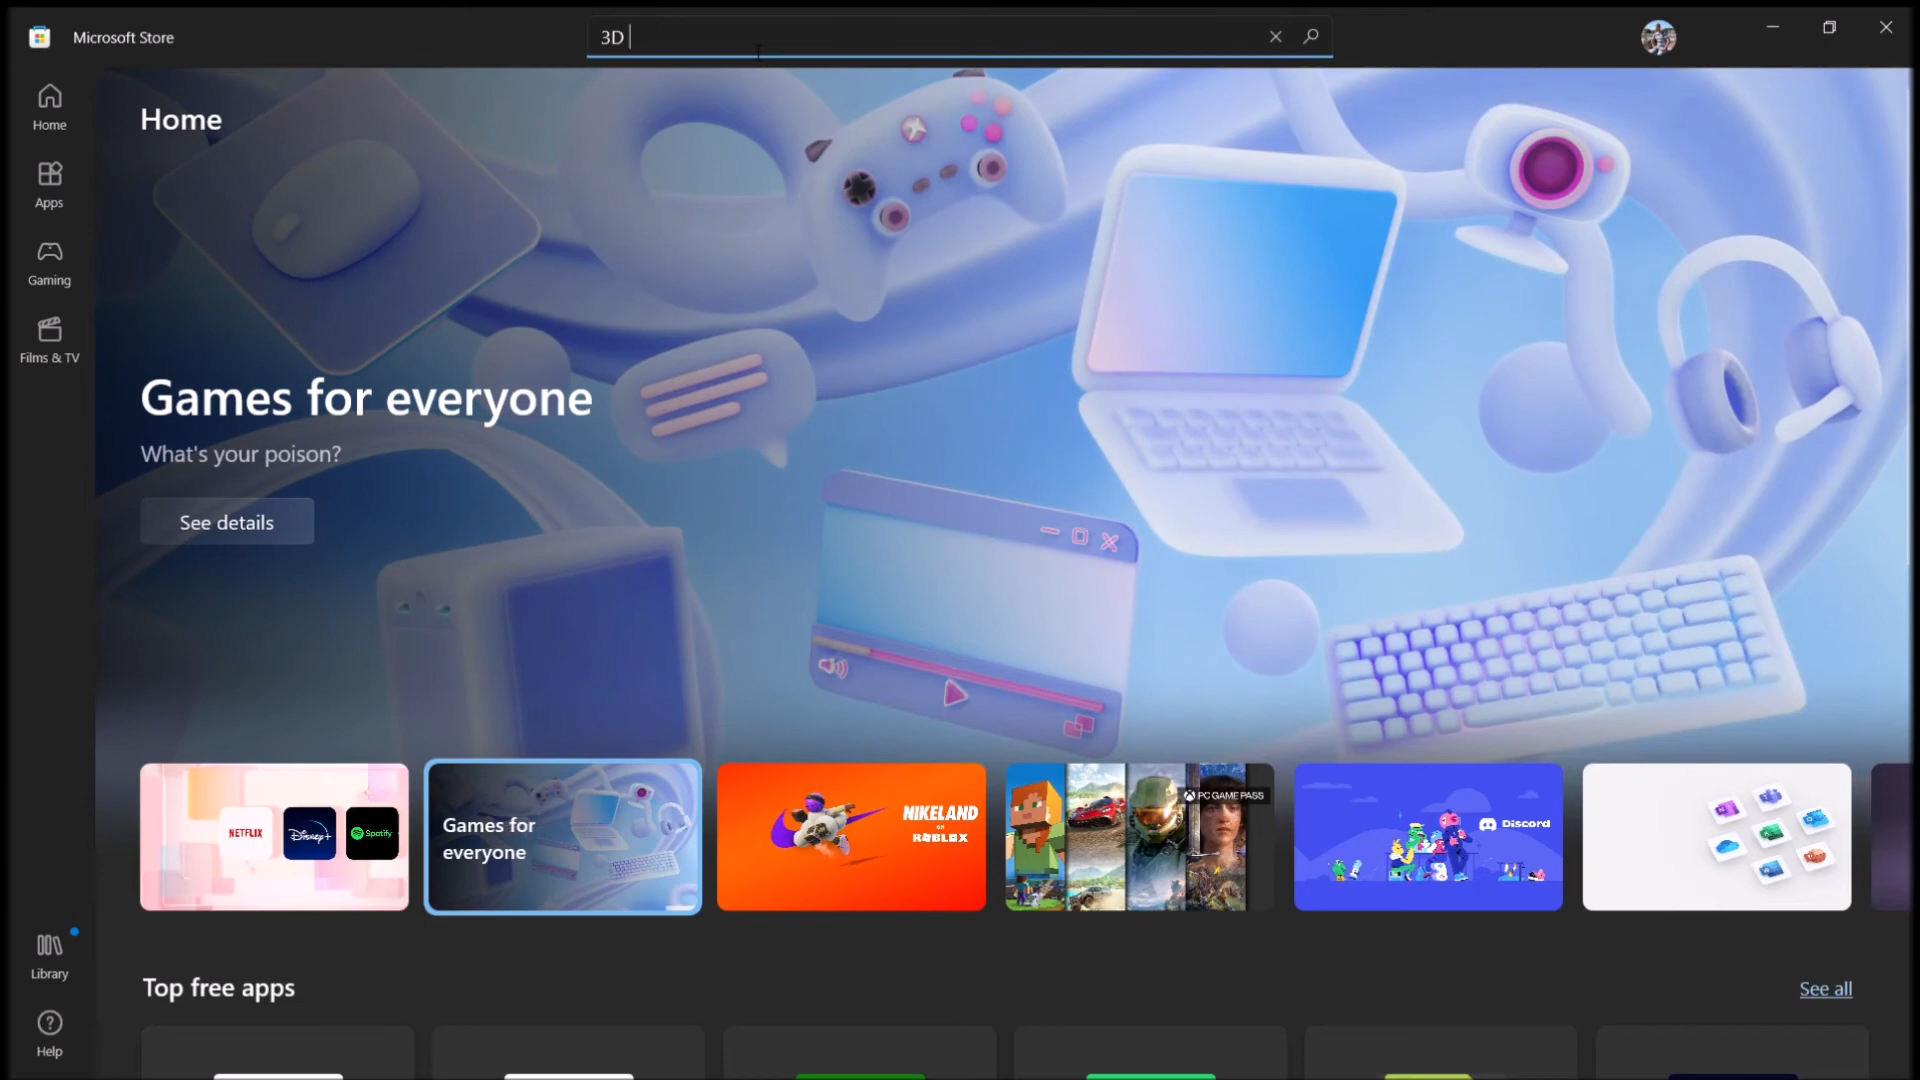 Microsoft Store
3D
Home
Apps
Gaming
Films & TV
Library
Help
Home
Games for everyone
What's your poison?
See details
NETFLIX
Disney+
Spotify
Games for
everyone
NIKELAND
ON
ROBLOX
PC GAME PASS
Discord
Top free apps
See all